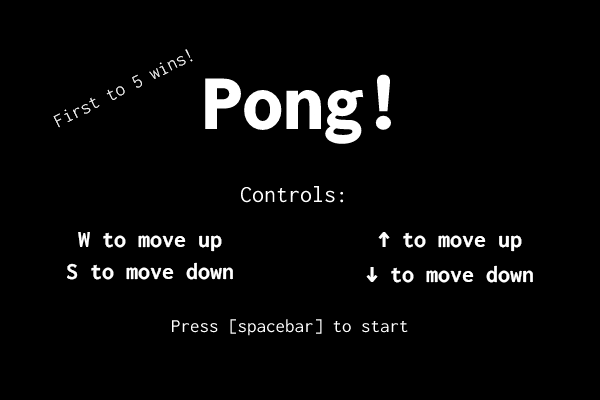 First to 5 wins!
Pong!
Controls:
W to move up
S to move down
↑ to move up
↓ to move down
Press [spacebar] to start